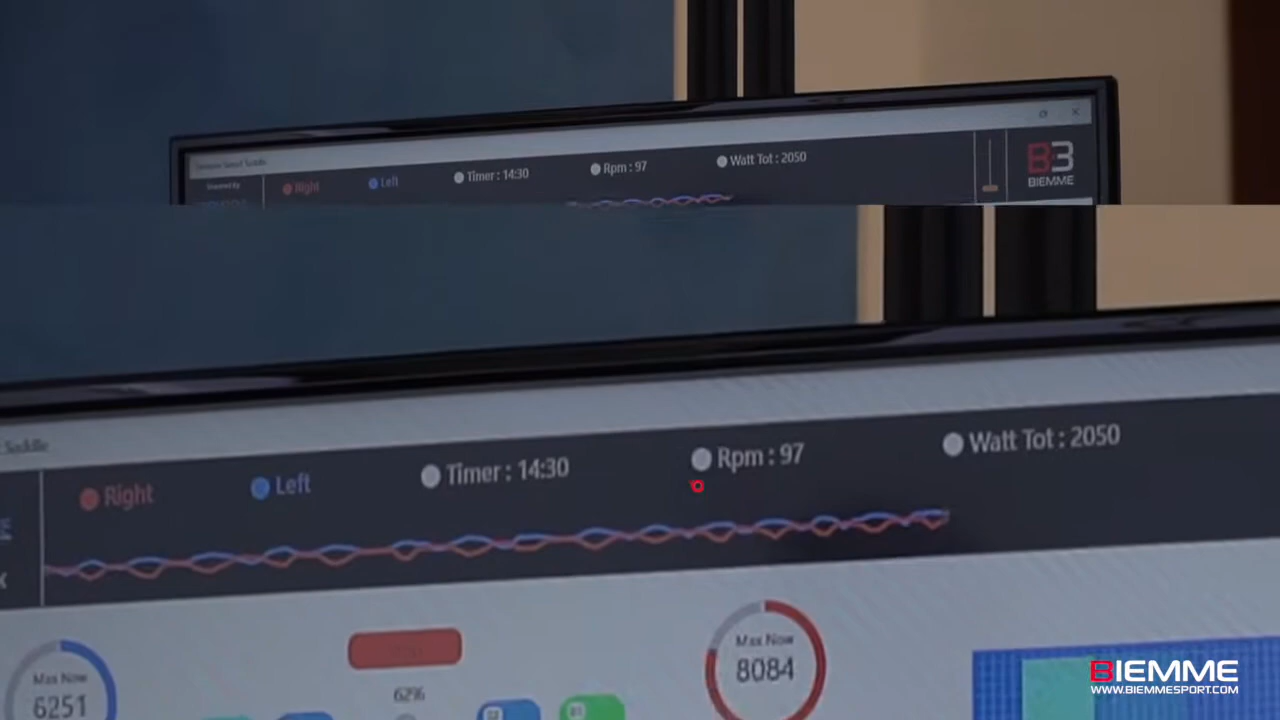 Right
Left
Timer : 14:30
Rpm : 97
Watt Tot : 2050
B3
BIEMME
Saddle
Right
Left
Timer : 14:30
Rpm : 97
Watt Tot : 2050
Max Now
6251
62%
Max Now
8084
BIEMME
WWW.BIEMMESPORT.COM